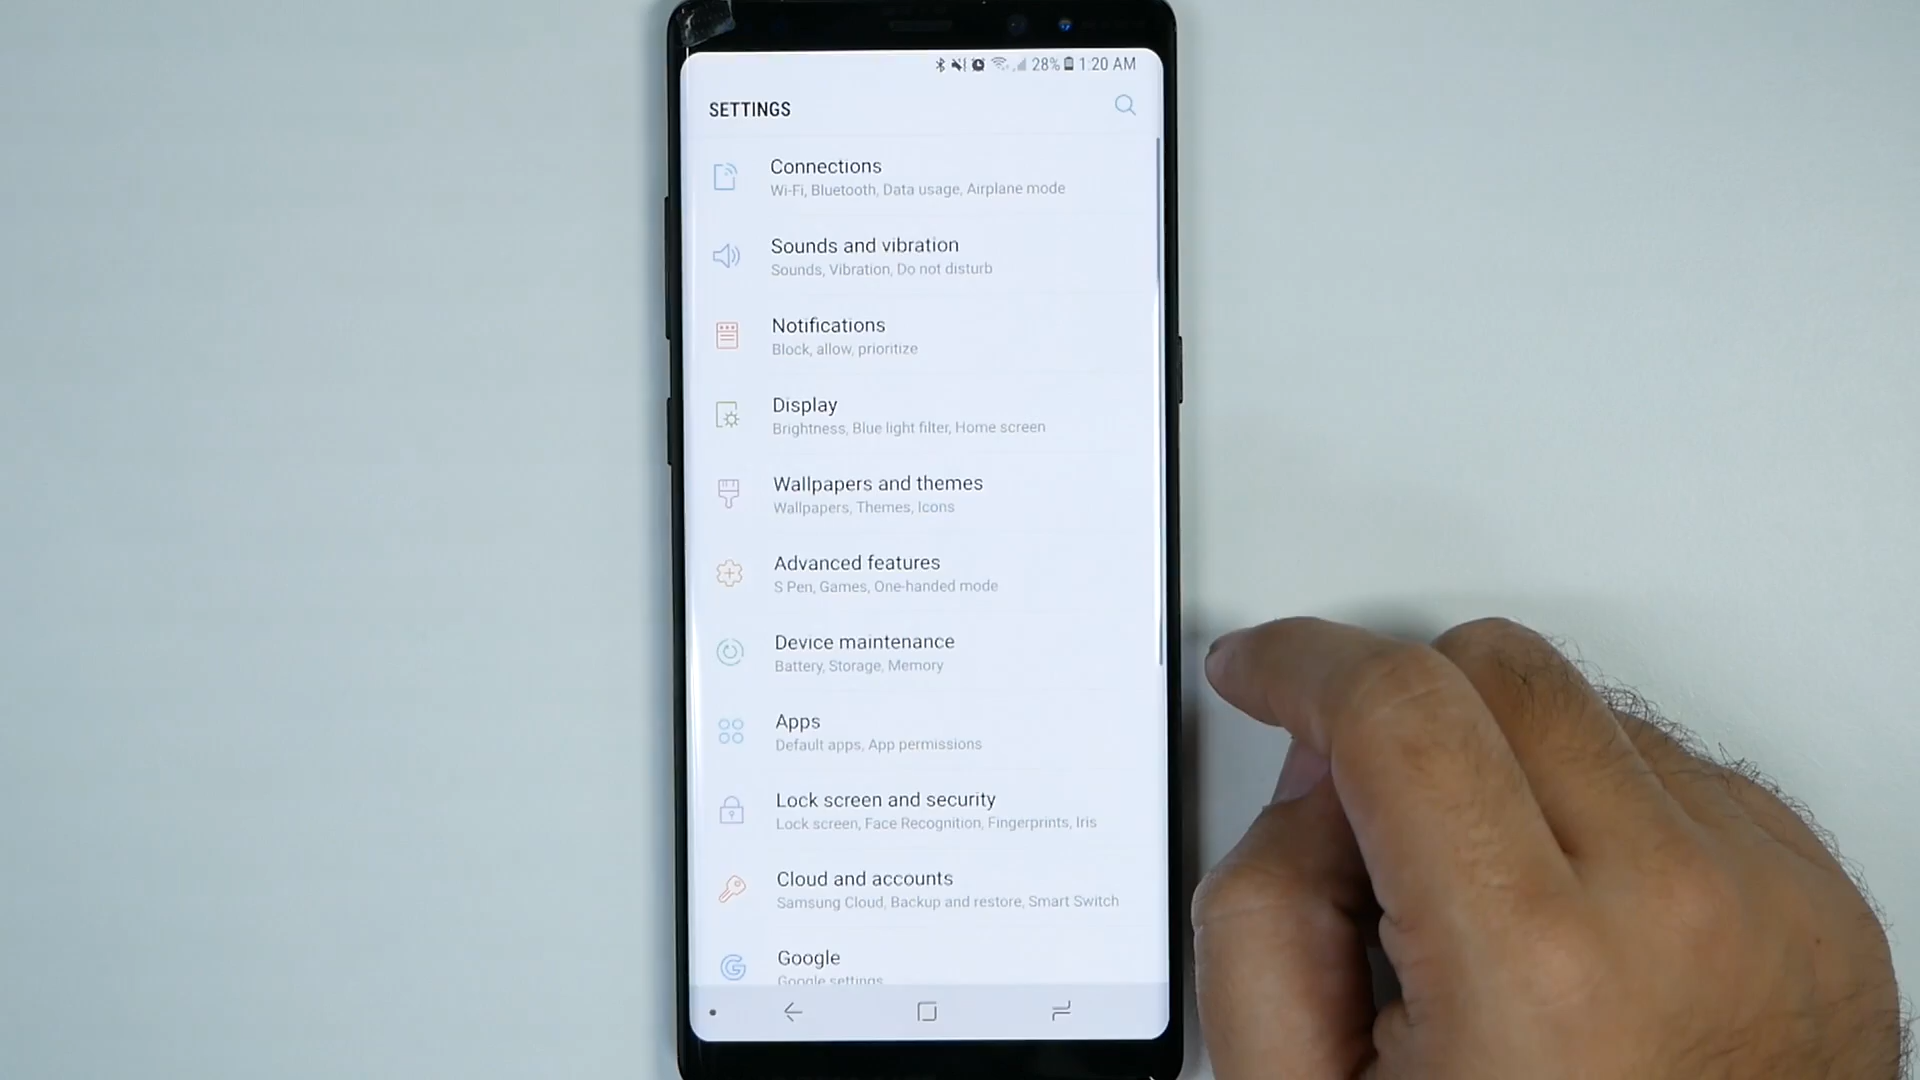 28% 1:20 AM
SETTINGS
Connections
Wi-Fi, Bluetooth, Data usage, Airplane mode
Sounds and vibration
Sounds, Vibration, Do not disturb
Notifications
Block, allow, prioritize
Display
Brightness, Blue light filter, Home screen
Wallpapers and themes
Wallpapers, Themes, Icons
Advanced features
S Pen, Games, One-handed mode
Device maintenance
Battery, Storage, Memory
Apps
Default apps, App permissions
Lock screen and security
Lock screen, Face Recognition, Fingerprints, Iris
Cloud and accounts
Samsung Cloud, Backup and restore, Smart Switch
Google
Google settings